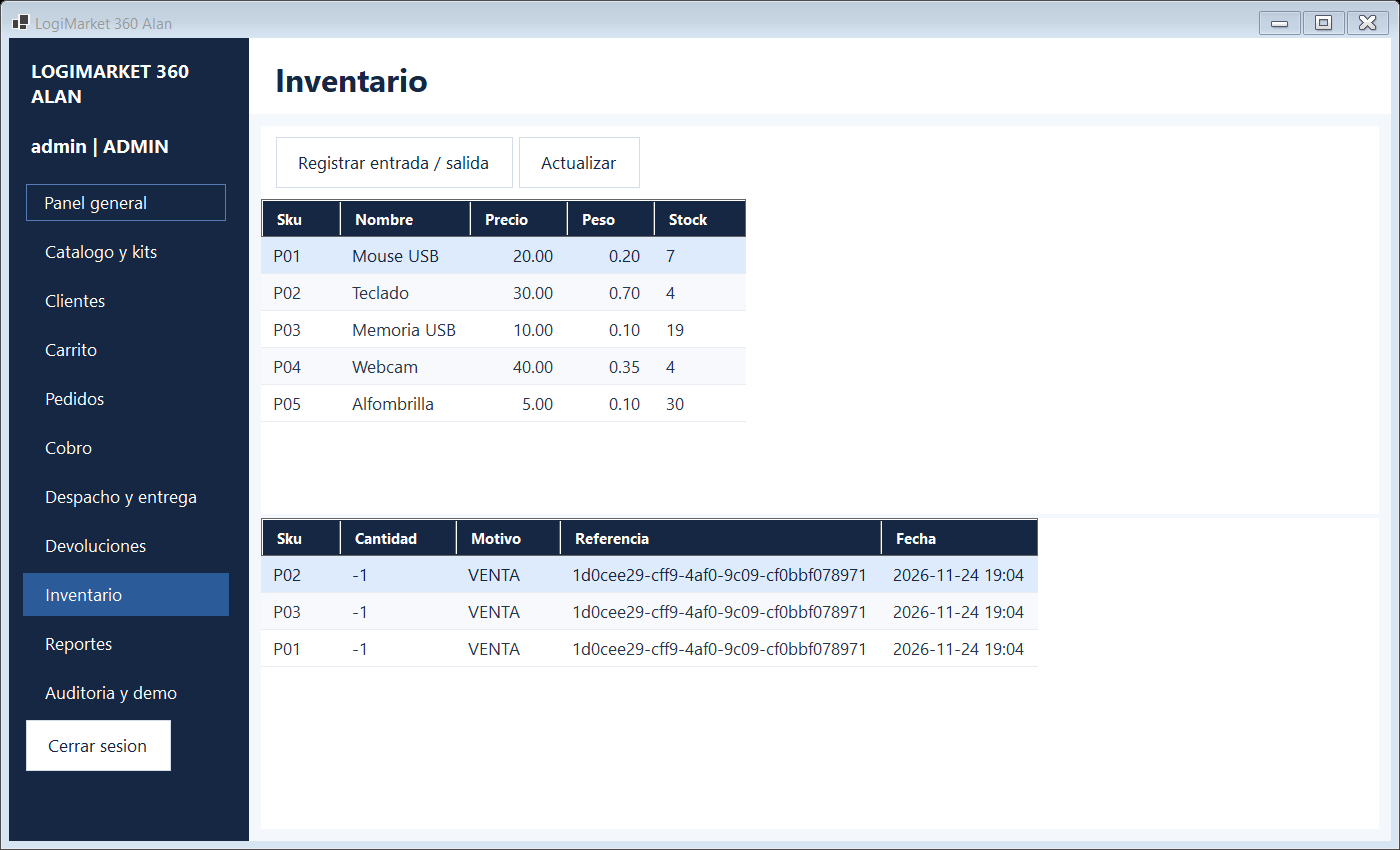 LogiMarket 360 Alan
LOGIMARKET 360
ALAN
admin | ADMIN
Panel general
Catalogo y kits
Clientes
Carrito
Pedidos
Cobro
Despacho y entrega
Devoluciones
Inventario
Reportes
Auditoria y demo
Cerrar sesion
Inventario
Registrar entrada / salida Actualizar
Sku Nombre Precio Peso Stock
P01 Mouse USB 20.00 0.20 7
P02 Teclado 30.00 0.70 4
P03 Memoria USB 10.00 0.10 19
P04 Webcam 40.00 0.35 4
P05 Alfombrilla 5.00 0.10 30
Sku Cantidad Motivo Referencia Fecha
P02 -1 VENTA 1d0cee29-cff9-4af0-9c09-cf0bbf078971 2026-11-24 19:04
P03 -1 VENTA 1d0cee29-cff9-4af0-9c09-cf0bbf078971 2026-11-24 19:04
P01 -1 VENTA 1d0cee29-cff9-4af0-9c09-cf0bbf078971 2026-11-24 19:04